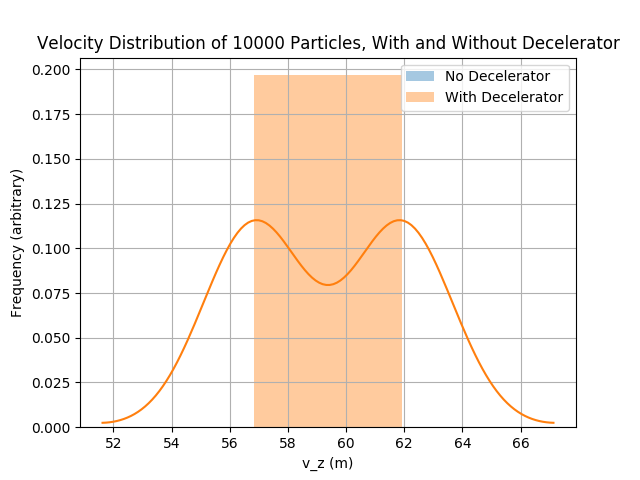 Velocity Distribution of 10000 Particles, With and Without Decelerator
No Decelerator
With Decelerator
Frequency (arbitrary)
0.200
0.175
0.150
0.125
0.100
0.075
0.050
0.025
0.000
52 54 56 58 60 62 64 66
v_z (m)